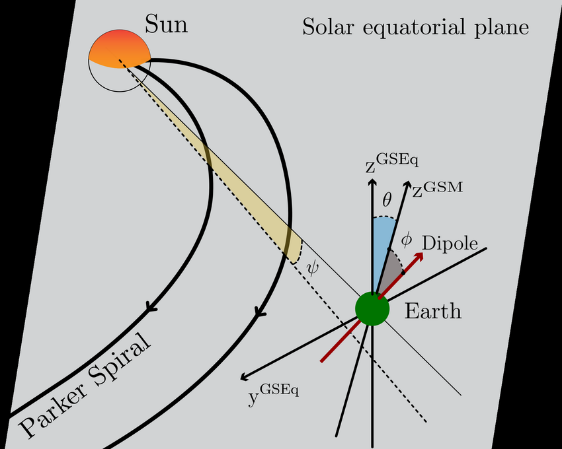 Sun
Solar equatorial plane
z^GSEq
z^GSM
θ
ϕ
Dipole
ψ
Earth
y^GSEq
Parker Spiral